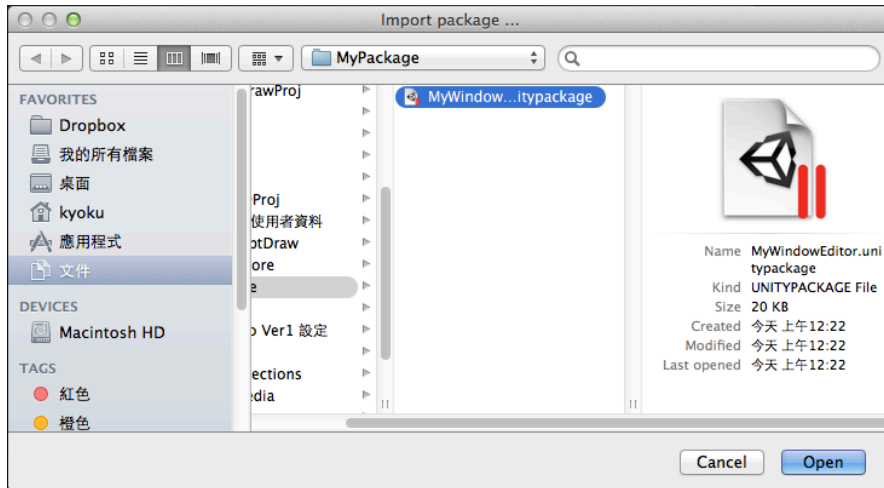 Import package ...
MyPackage
FAVORITES
Dropbox
我的所有檔案
桌面
kyoku
應用程式
文件
DEVICES
Macintosh HD
TAGS
紅色
橙色
rawProj
Proj
使用者資料
ptDraw
ore
e
o Ver1 設定
ections
edia
MyWindow...itypackage
Name MyWindowEditor.uni
typackage
Kind UNITYPACKAGE File
Size 20 KB
Created 今天 上午12:22
Modified 今天 上午12:22
Last opened 今天 上午12:22
Cancel
Open